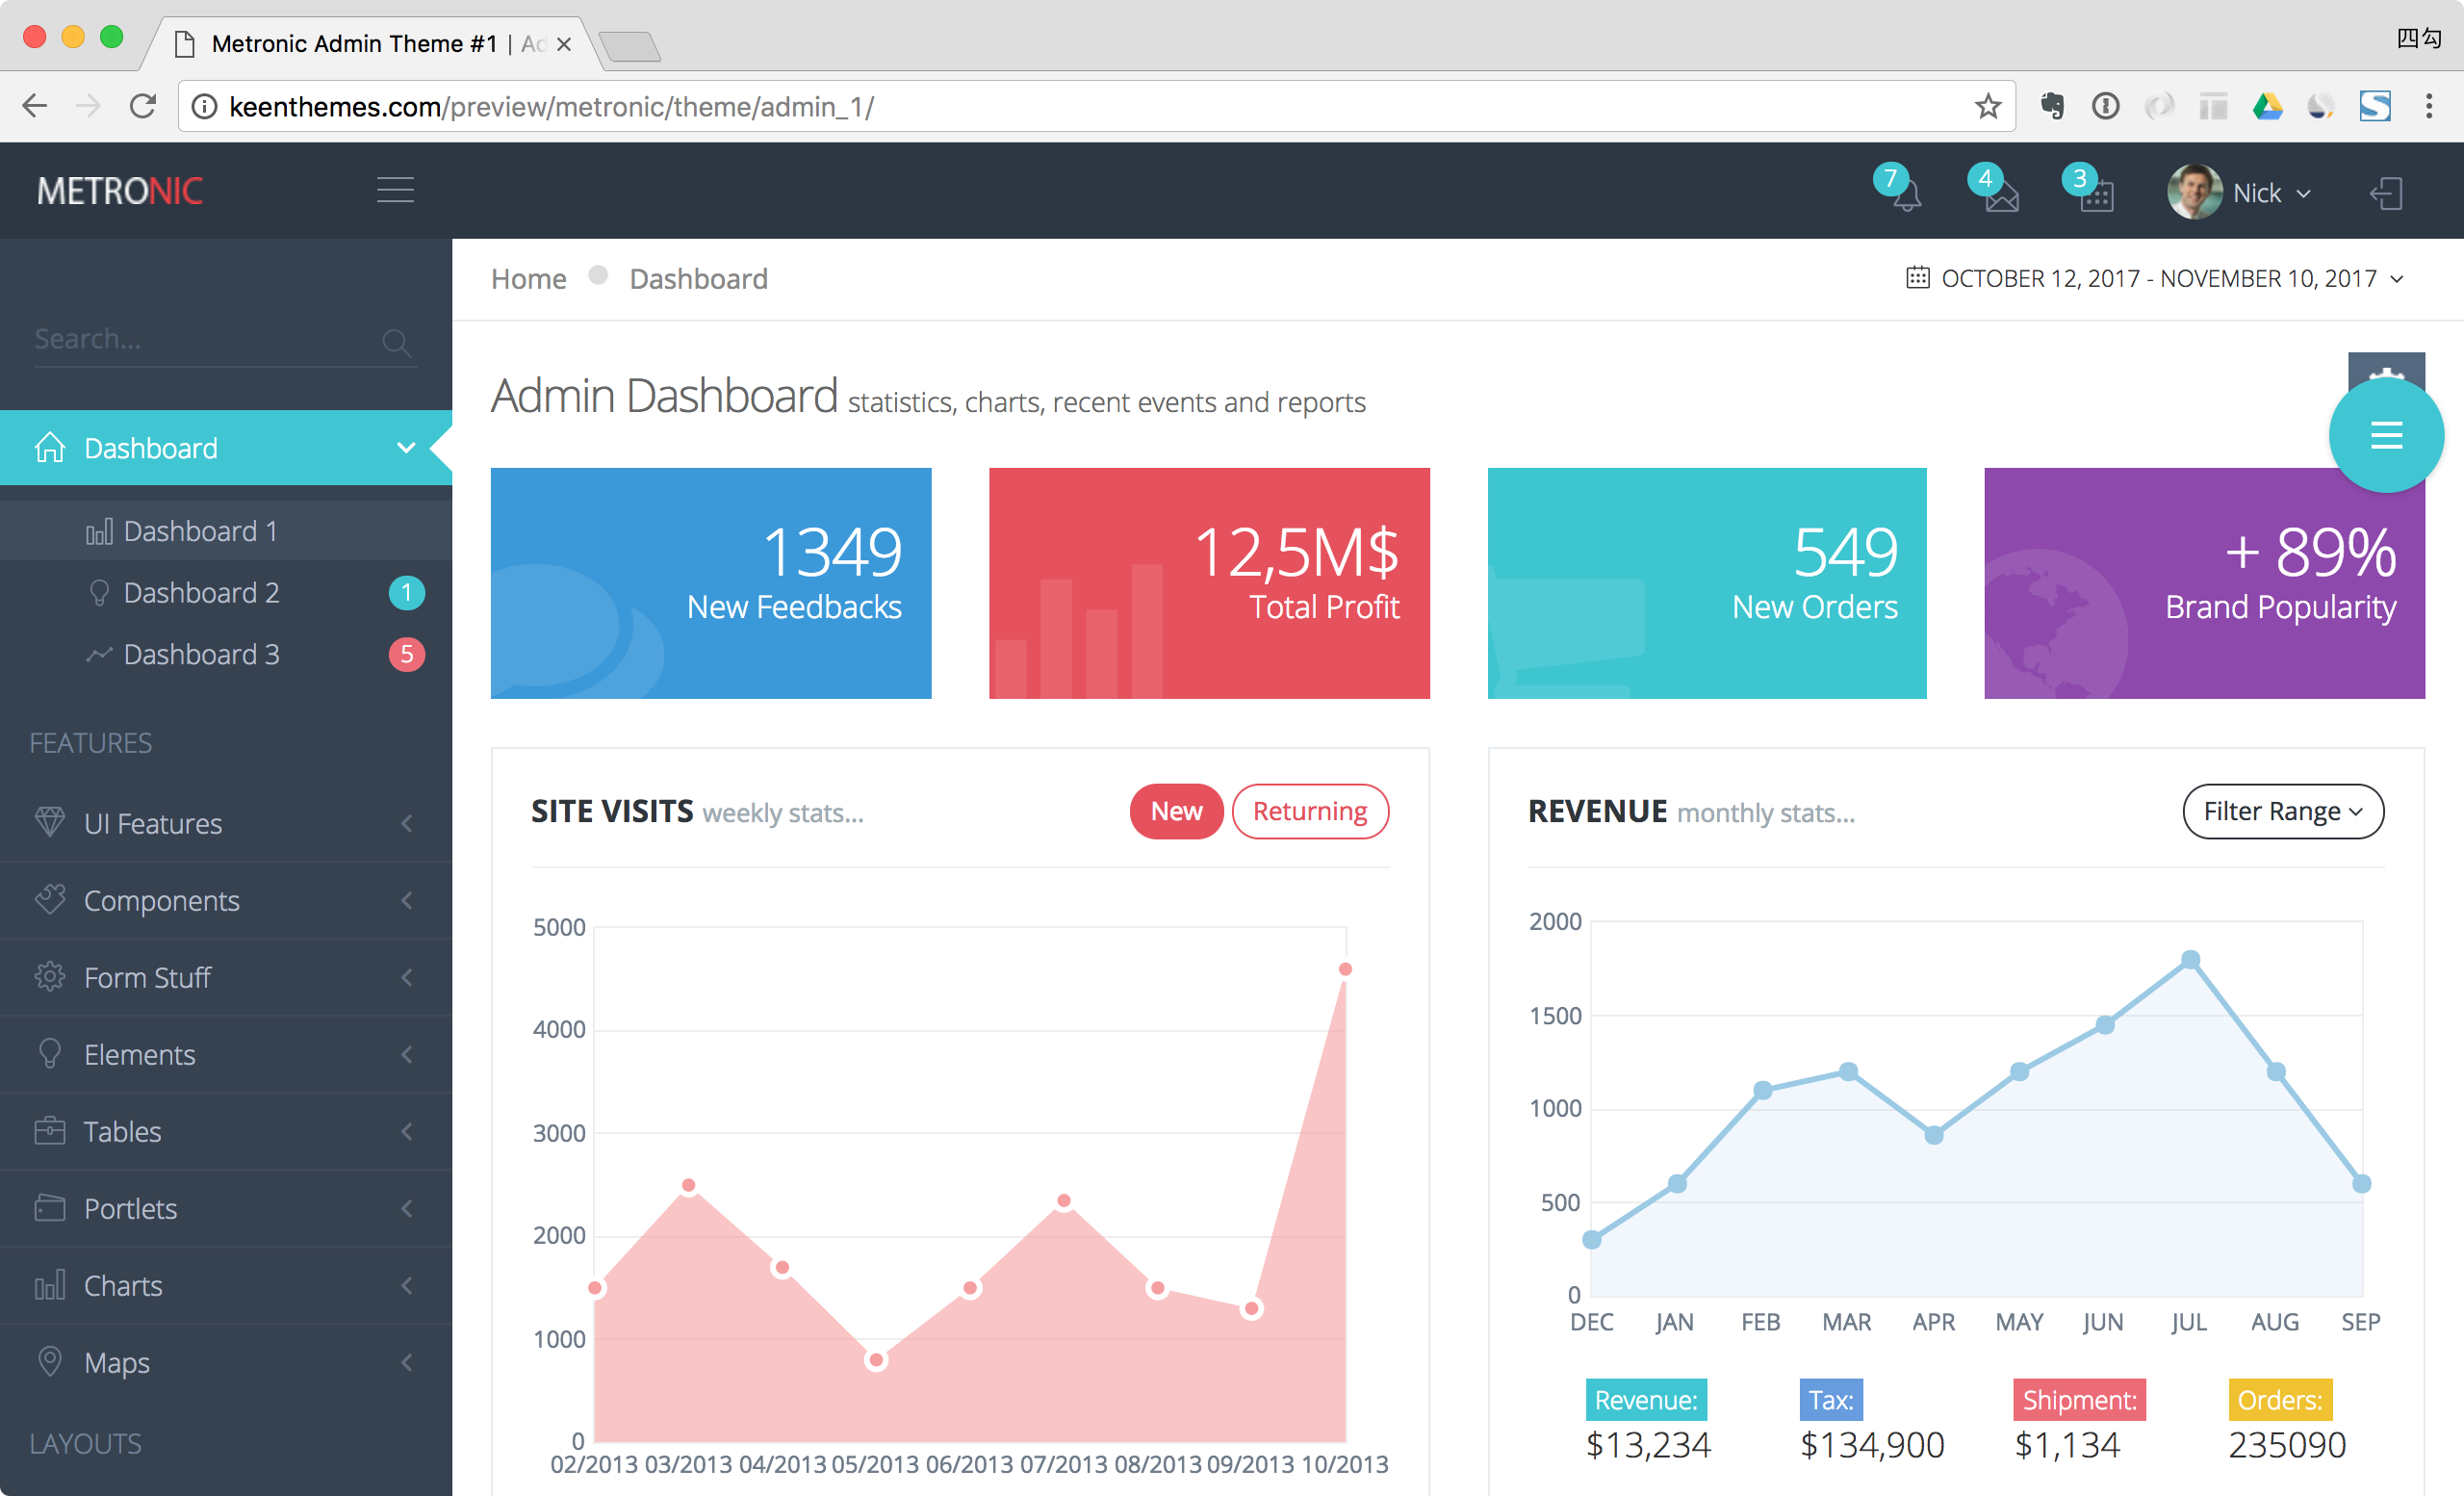 Metronic Admin Theme #1 | Ad
四勾
keenthemes.com/preview/metronic/theme/admin_1/
METRONIC
7
4
3
Nick
Home
Dashboard
OCTOBER 12, 2017 - NOVEMBER 10, 2017
Search...
Admin Dashboard statistics, charts, recent events and reports
Dashboard
Dashboard 1
Dashboard 2
1
Dashboard 3
5
FEATURES
UI Features
Components
Form Stuff
Elements
Tables
Portlets
Charts
Maps
LAYOUTS
1349
New Feedbacks
12,5M$
Total Profit
549
New Orders
+ 89%
Brand Popularity
SITE VISITS weekly stats...
New
Returning
5000
4000
3000
2000
1000
0
02/2013 03/2013 04/2013 05/2013 06/2013 07/2013 08/2013 09/2013 10/2013
REVENUE monthly stats...
Filter Range
2000
1500
1000
500
0
DEC JAN FEB MAR APR MAY JUN JUL AUG SEP
Revenue: Tax: Shipment: Orders:
$13,234 $134,900 $1,134 235090